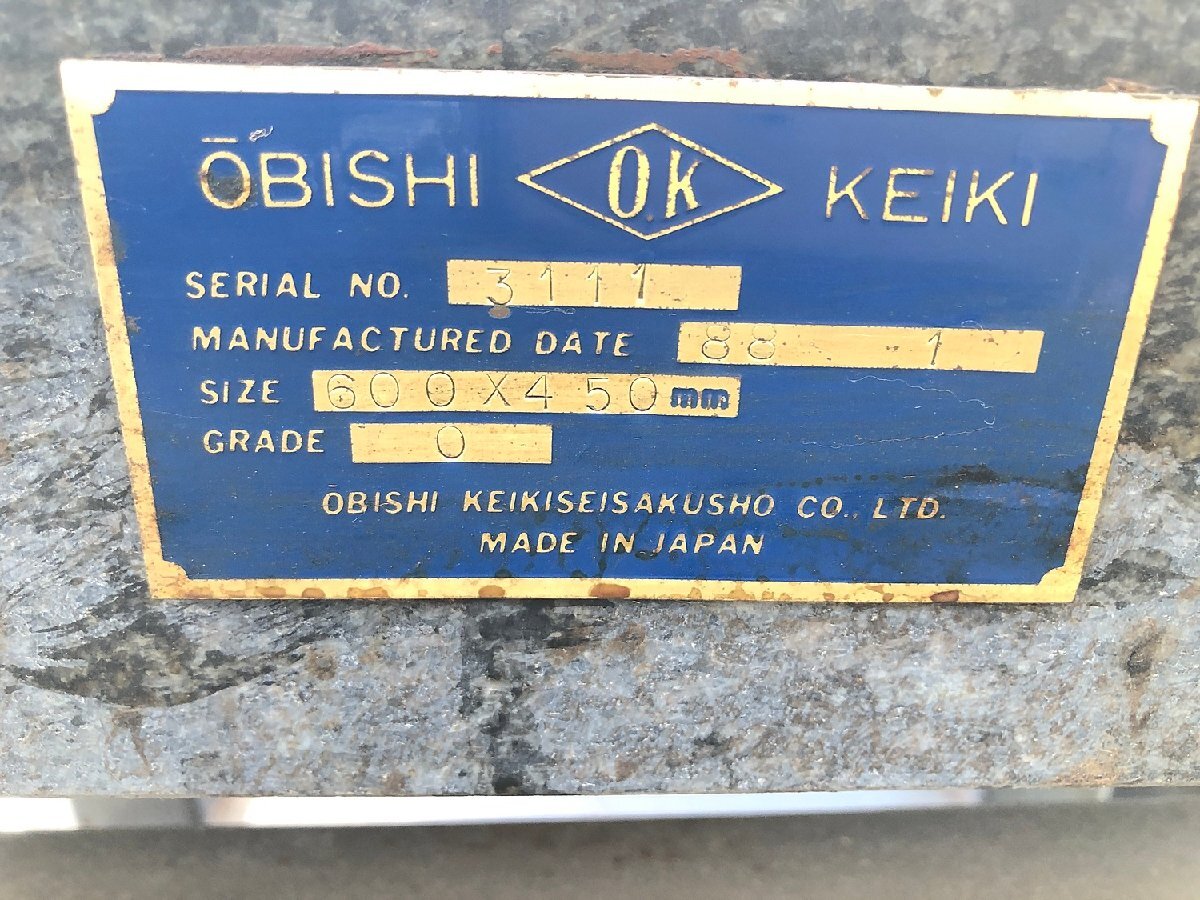 ŌBISHI O.K KEIKI
SERIAL NO. 3111
MANUFACTURED DATE 88 1
SIZE 600X450mm
GRADE 0
ŌBISHI KEIKISEISAKUSHO CO., LTD.
MADE IN JAPAN